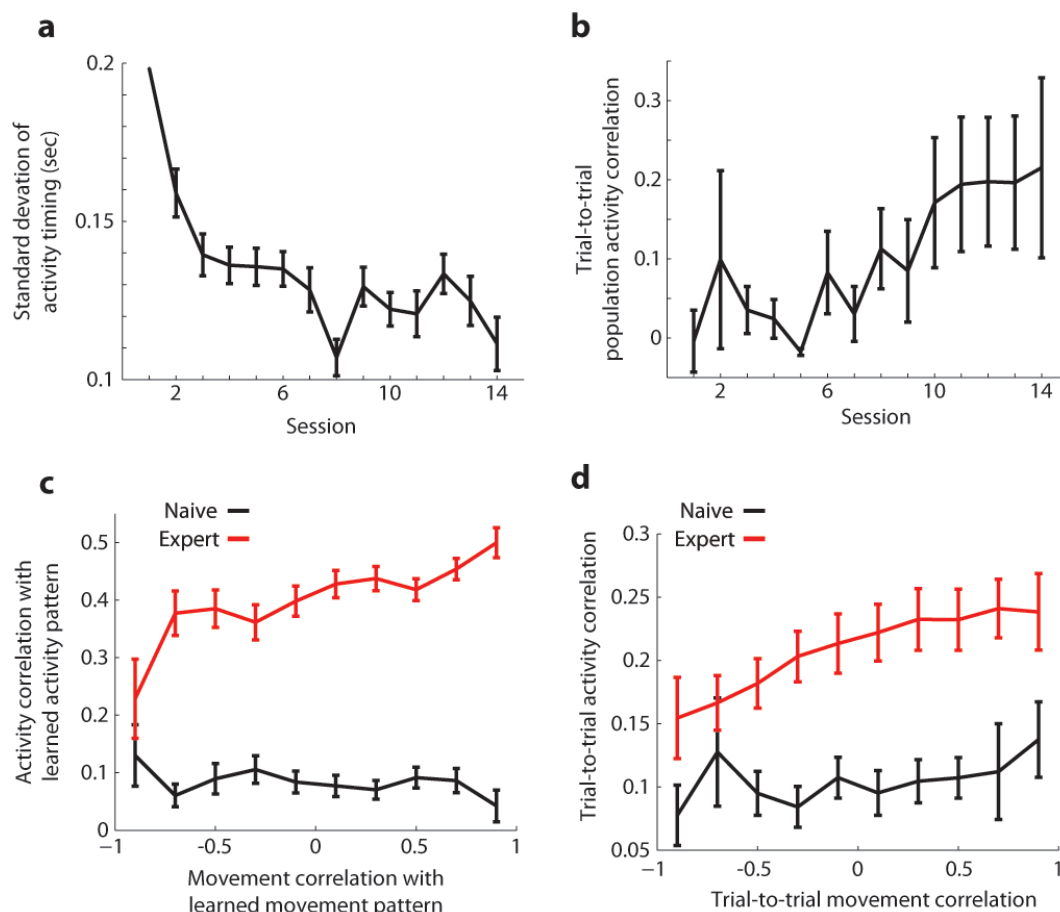 a
Standard devation of
activity timing (sec)
0.2
0.15
0.1
2
6
10
14
Session
b
Trial-to-trial
population activity correlation
0.3
0.2
0.1
0
2
6
10
14
Session
c
Naive
Expert
Activity correlation with
learned activity pattern
0.5
0.4
0.3
0.2
0.1
0
−1
-0.5
0
0.5
1
Movement correlation with
learned movement pattern
d
Naive
Expert
Trial-to-trial activity correlation
0.3
0.25
0.2
0.15
0.1
0.05
−1
-0.5
0
0.5
1
Trial-to-trial movement correlation